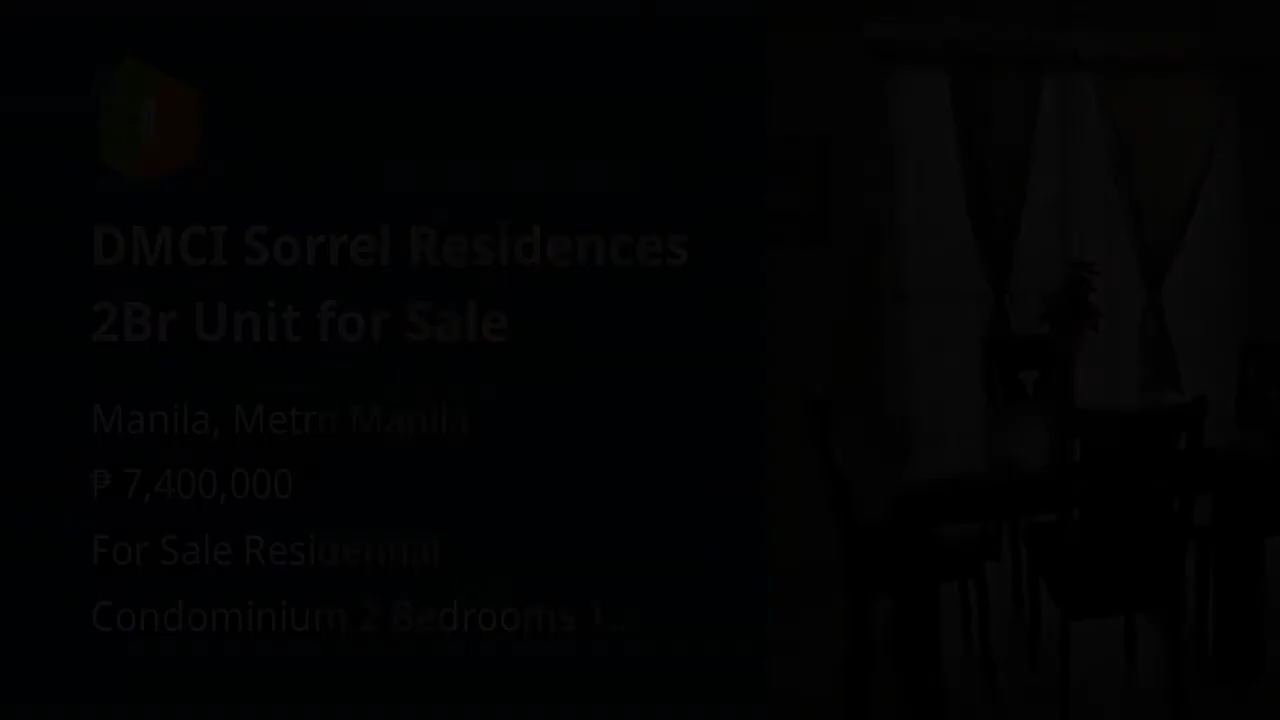 DMCI Sorrel Residences
2Br Unit for Sale
Manila, Metro Manila
₱ 7,400,000
For Sale Residential
Condominium 2 Bedrooms 1...